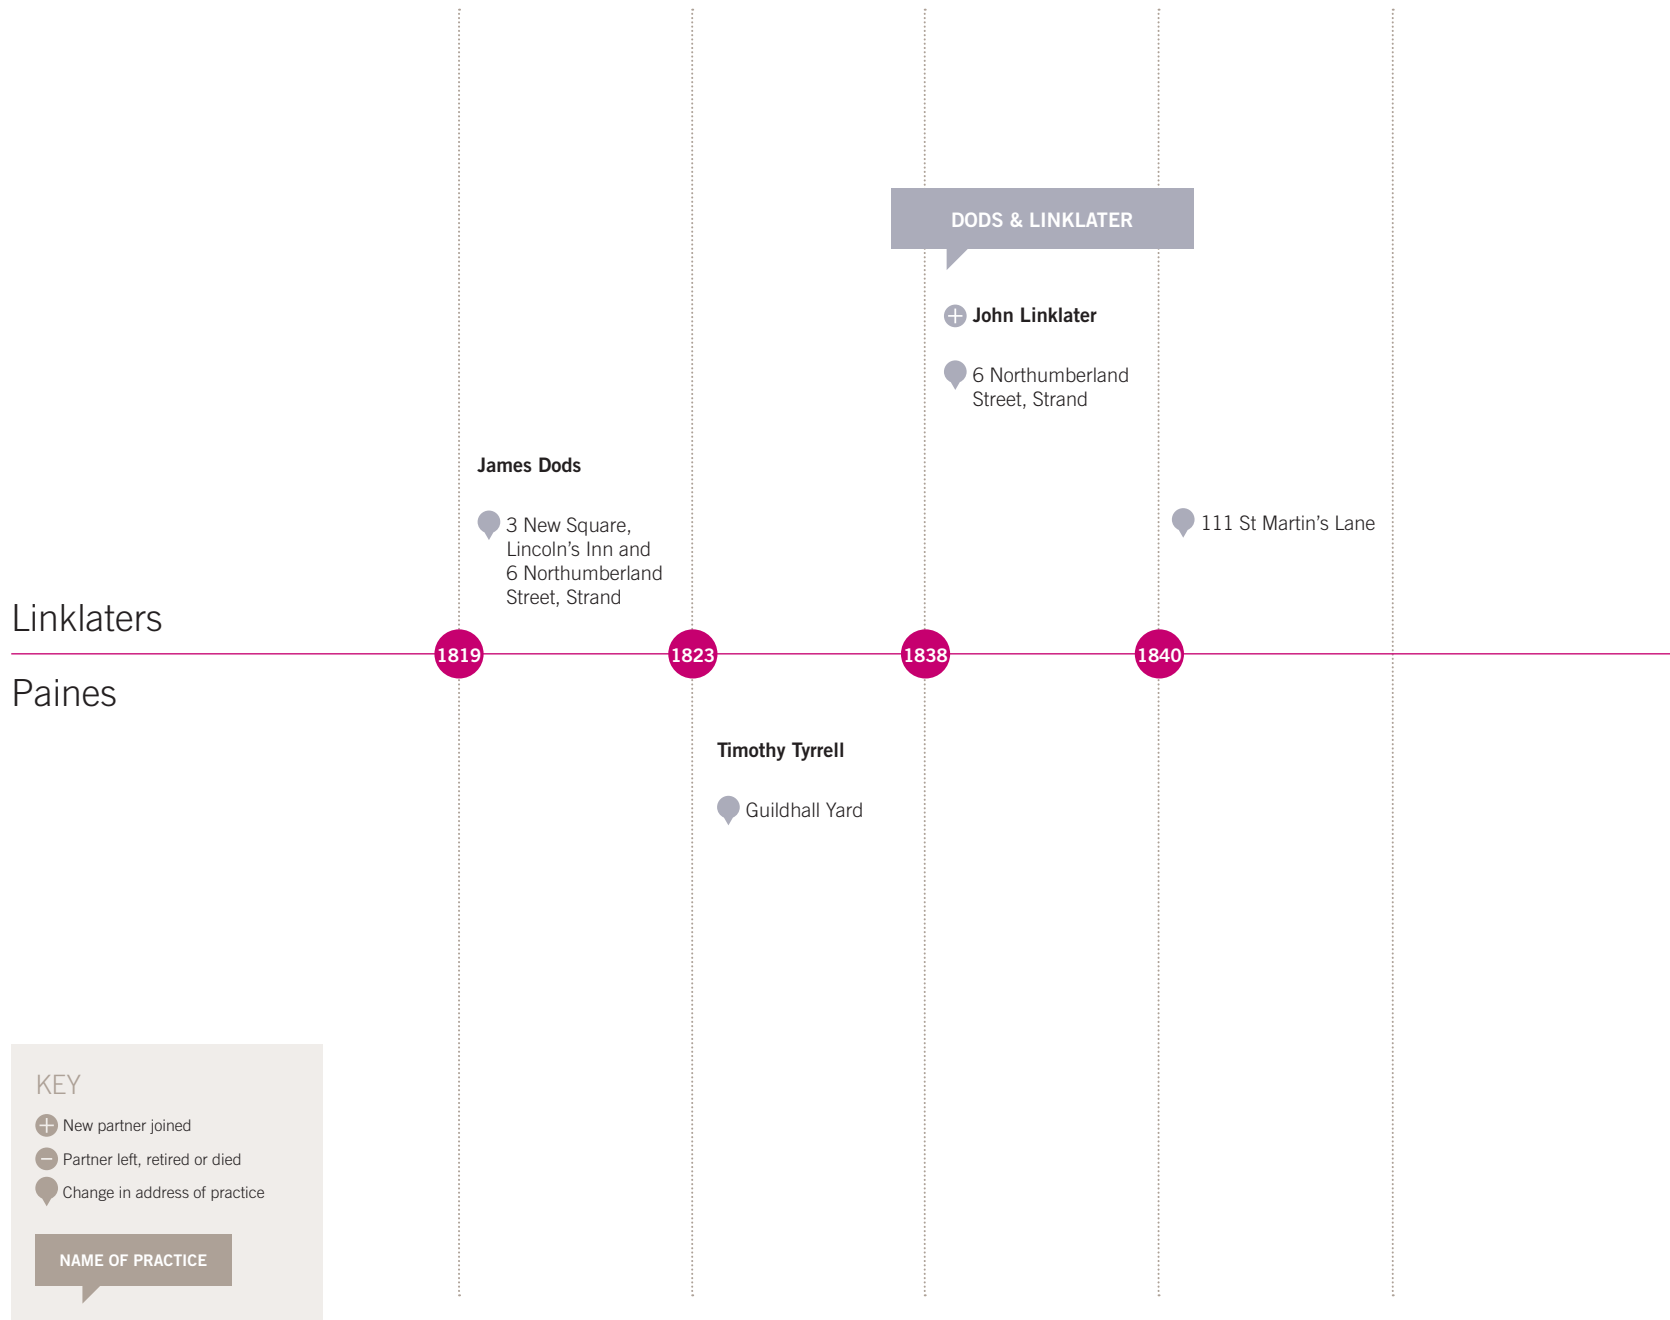 DODS & LINKLATER
John Linklater
6 Northumberland
Street, Strand
James Dods
3 New Square,
Lincoln’s Inn and
6 Northumberland
Street, Strand
111 St Martin’s Lane
Linklaters
1819
1823
1838
1840
Paines
Timothy Tyrrell
Guildhall Yard
KEY
New partner joined
Partner left, retired or died
Change in address of practice
NAME OF PRACTICE